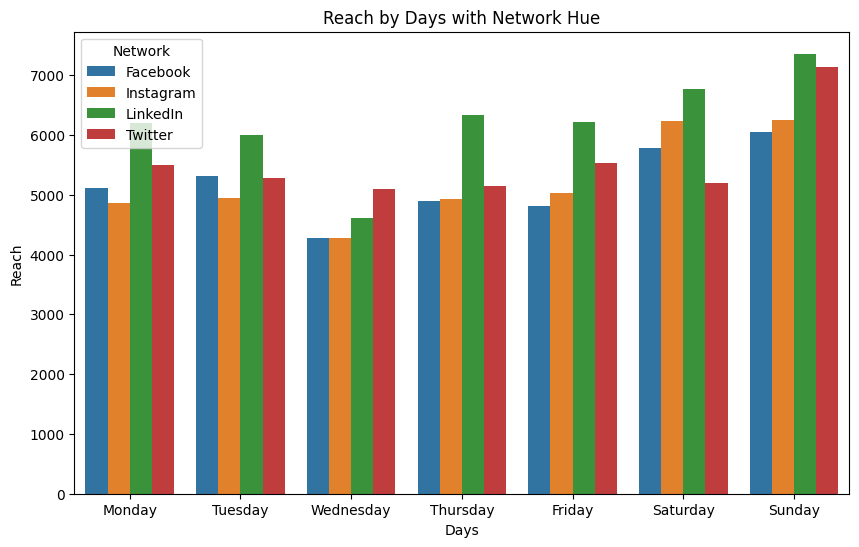 Reach by Days with Network Hue
Network
Facebook
Instagram
LinkedIn
Twitter
7000
6000
5000
4000
3000
2000
1000
0
Reach
Monday Tuesday Wednesday Thursday Friday Saturday Sunday
Days